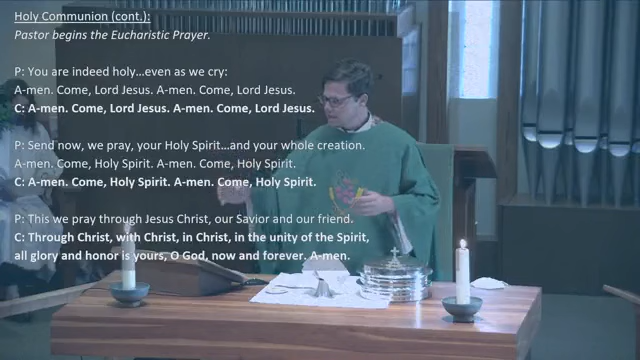 Holy Communion (cont.):
Pastor begins the Eucharistic Prayer.
P: You are indeed holy...even as we cry:
A-men. Come, Lord Jesus. A-men. Come, Lord Jesus.
C: A-men. Come, Lord Jesus. A-men. Come, Lord Jesus.
P: Send now, we pray, your Holy Spirit...and your whole creation.
A-men. Come, Holy Spirit. A-men. Come, Holy Spirit.
C: A-men. Come, Holy Spirit. A-men. Come, Holy Spirit.
P: This we pray through Jesus Christ, our Savior and our friend.
C: Through Christ, with Christ, in Christ, in the unity of the Spirit,
all glory and honor is yours, O God, now and forever. A-men.